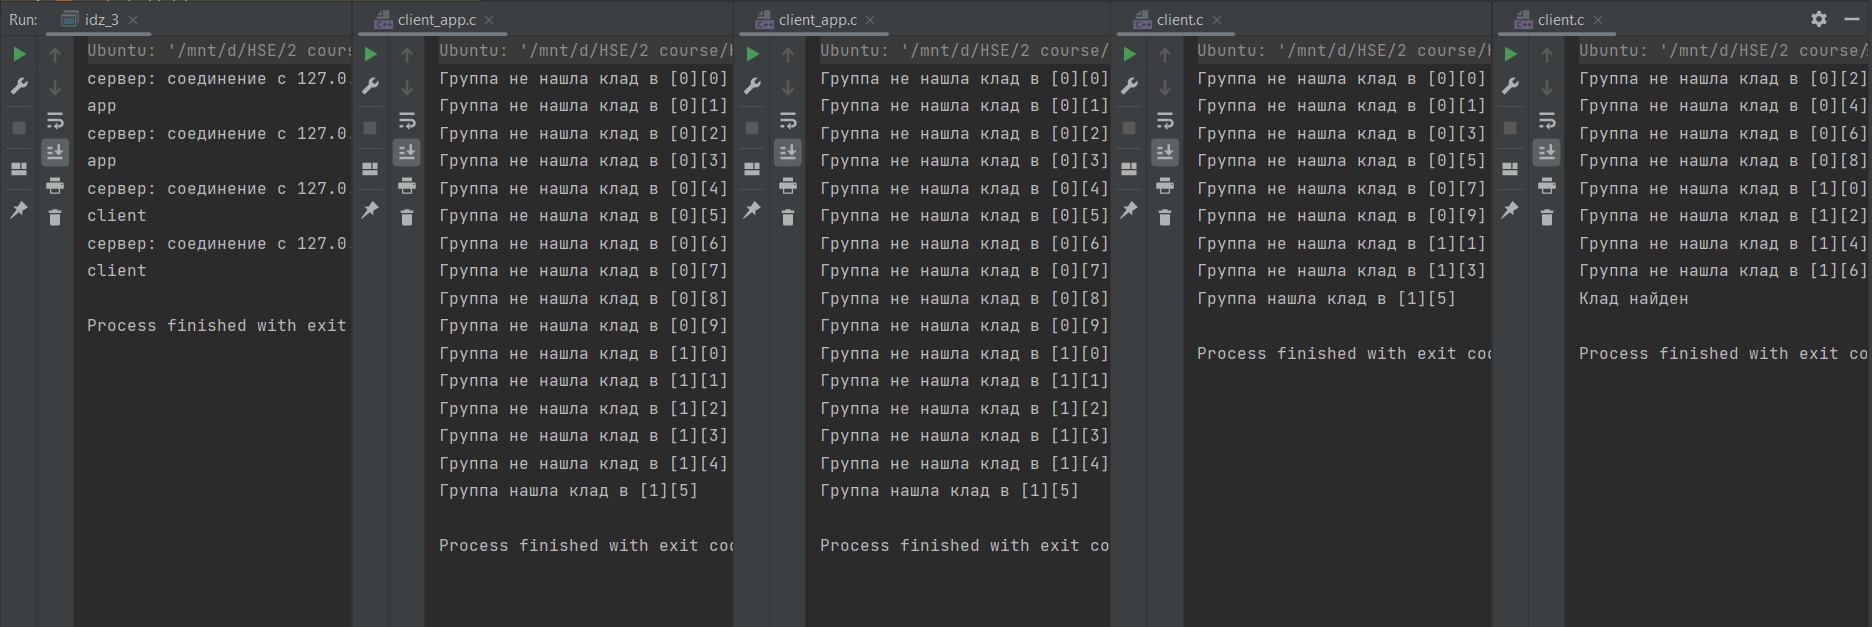 Run:
idz_3
Ubuntu: '/mnt/d/HSE/2
сервер: соединение с 127.0.
app
сервер: соединение с 127.0.
app
сервер: соединение с 127.0.
client
сервер: соединение с 127.0.
client
Process finished with exit
client_app.c
Ubuntu: '/mnt/d/HSE/2 course/
Группа не нашла клад в [0][0]
Группа не нашла клад в [0][1]
Группа не нашла клад в [0][2]
Группа не нашла клад в [0][3]
Группа не нашла клад в [0][4]
Группа не нашла клад в [0][5]
Группа не нашла клад в [0][6]
Группа не нашла клад в [0][7]
Группа не нашла клад в [0][8]
Группа не нашла клад в [0][9]
Группа не нашла клад в [1][0]
Группа не нашла клад в [1][1]
Группа не нашла клад в [1][2]
Группа не нашла клад в [1][3]
Группа не нашла клад в [1][4]
Группа нашла клад в [1][5]
Process finished with exit
client_app.c
Ubuntu: '/mnt/d/HSE/2 course/
Группа не нашла клад в [0][0]
Группа не нашла клад в [0][1]
Группа не нашла клад в [0][2]
Группа не нашла клад в [0][3]
Группа не нашла клад в [0][4]
Группа не нашла клад в [0][5]
Группа не нашла клад в [0][6]
Группа не нашла клад в [0][7]
Группа не нашла клад в [0][8]
Группа не нашла клад в [0][9]
Группа не нашла клад в [1][0]
Группа не нашла клад в [1][1]
Группа не нашла клад в [1][2]
Группа не нашла клад в [1][3]
Группа не нашла клад в [1][4]
Группа нашла клад в [1][5]
Process finished with exit co
client.c
Ubuntu: '/mnt/d/HSE/2 course/
Группа не нашла клад в [0][0]
Группа не нашла клад в [0][1]
Группа не нашла клад в [0][3]
Группа не нашла клад в [0][5]
Группа не нашла клад в [0][7]
Группа не нашла клад в [0][9]
Группа не нашла клад в [1][1]
Группа не нашла клад в [1][3]
Группа нашла клад в [1][5]
Process finished with exit
client.c
Ubuntu: '/mnt/d/HSE/2 course/
Группа не нашла клад в [0][2]
Группа не нашла клад в [0][4]
Группа не нашла клад в [0][6]
Группа не нашла клад в [0][8]
Группа не нашла клад в [1][0]
Группа не нашла клад в [1][2]
Группа не нашла клад в [1][4]
Группа не нашла клад в [1][6]
Клад найден
Process finished with exit co